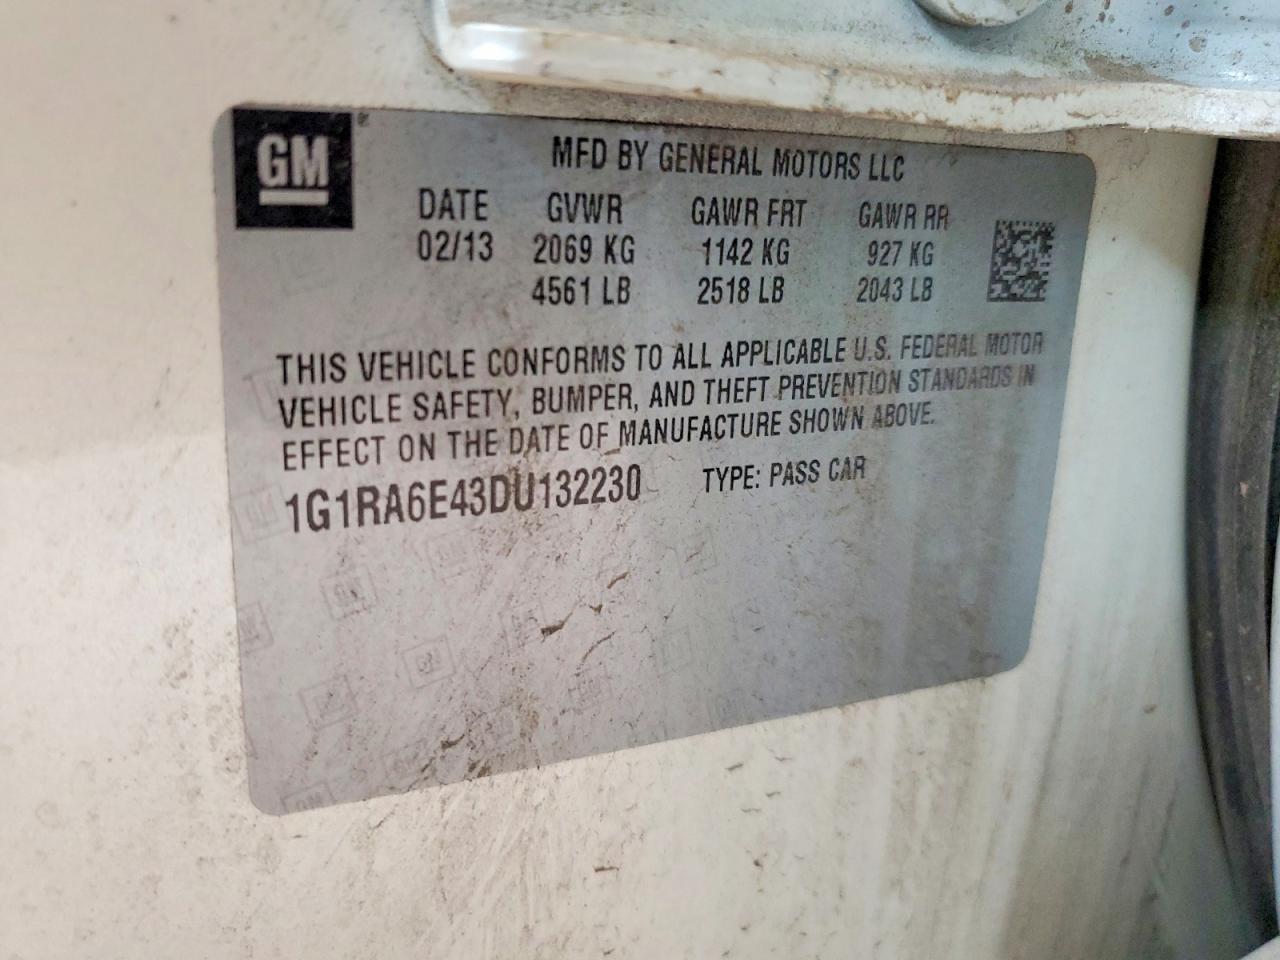 GM ®
MFD BY GENERAL MOTORS LLC
DATE GVWR GAWR FRT GAWR RR
02/13 2069 KG 1142 KG 927 KG
4561 LB 2518 LB 2043 LB
THIS VEHICLE CONFORMS TO ALL APPLICABLE U.S. FEDERAL MOTOR
VEHICLE SAFETY, BUMPER, AND THEFT PREVENTION STANDARDS IN
EFFECT ON THE DATE OF MANUFACTURE SHOWN ABOVE.
1G1RA6E43DU132230 TYPE: PASS CAR